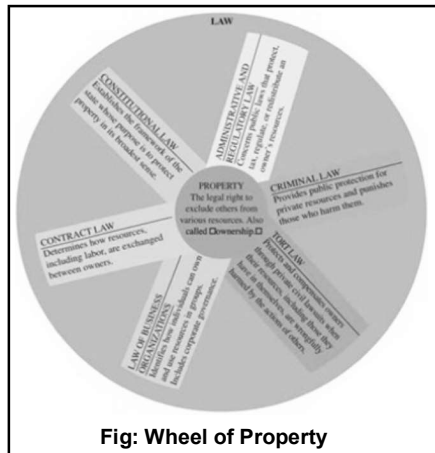 LAW
CONSTITUTIONAL LAW
Establishes the framework of the
state whose purpose is to protect
property in its broadest sense.
ADMINISTRATIVE AND
REGULATORY LAW
Concerns public laws that protect,
tax, regulate, or redistribute an
owner's resources.
CRIMINAL LAW
Provides public protection for
private resources and punishes
those who harm them.
PROPERTY
The legal right to
exclude others from
various resources. Also
called □ownership.□
CONTRACT LAW
Determines how resources,
including labor, are exchanged
between owners.
TORT LAW
Protects and compensates owners
through private civil lawsuits when
their resources, including those they
have in themselves, are wrongfully
harmed by the actions of others.
LAW OF BUSINESS
ORGANIZATIONS
Identifies how individuals can own
and use resources in groups.
Includes corporate governance.
Fig: Wheel of Property